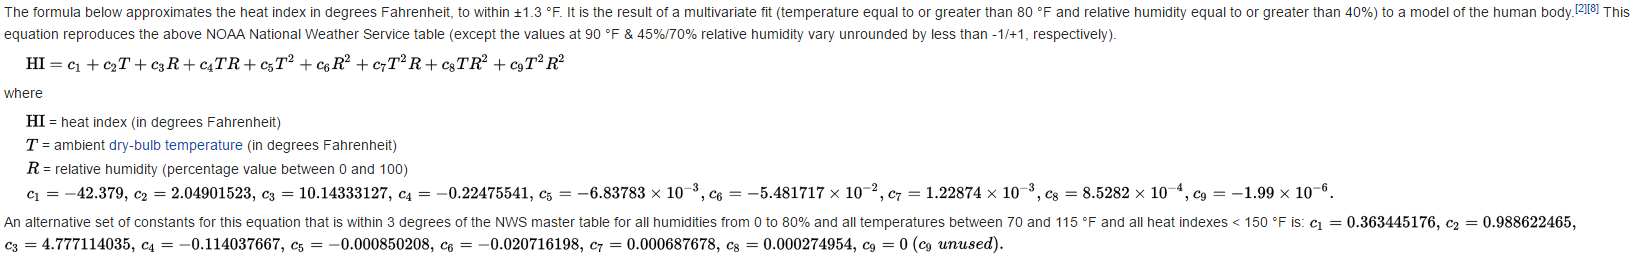 The formula below approximates the heat index in degrees Fahrenheit, to within ±1.3 °F. It is the result of a multivariate fit (temperature equal to or greater than 80 °F and relative humidity equal to or greater than 40%) to a model of the human body.[2][8] This
equation reproduces the above NOAA National Weather Service table (except the values at 90 °F & 45%/70% relative humidity vary unrounded by less than -1/+1, respectively).
HI = c₁ + c₂T + c₃R + c₄TR + c₅T² + c₆R² + c₇T²R + c₈TR² + c₉T²R²
where
HI = heat index (in degrees Fahrenheit)
T = ambient dry-bulb temperature (in degrees Fahrenheit)
R = relative humidity (percentage value between 0 and 100)
c₁ = −42.379, c₂ = 2.04901523, c₃ = 10.14333127, c₄ = −0.22475541, c₅ = −6.83783 × 10⁻³, c₆ = −5.481717 × 10⁻², c₇ = 1.22874 × 10⁻³, c₈ = 8.5282 × 10⁻⁴, c₉ = −1.99 × 10⁻⁶.
An alternative set of constants for this equation that is within 3 degrees of the NWS master table for all humidities from 0 to 80% and all temperatures between 70 and 115 °F and all heat indexes < 150 °F is: c₁ = 0.363445176, c₂ = 0.988622465,
c₃ = 4.777114035, c₄ = −0.114037667, c₅ = −0.000850208, c₆ = −0.020716198, c₇ = 0.000687678, c₈ = 0.000274954, c₉ = 0 (c₉ unused).